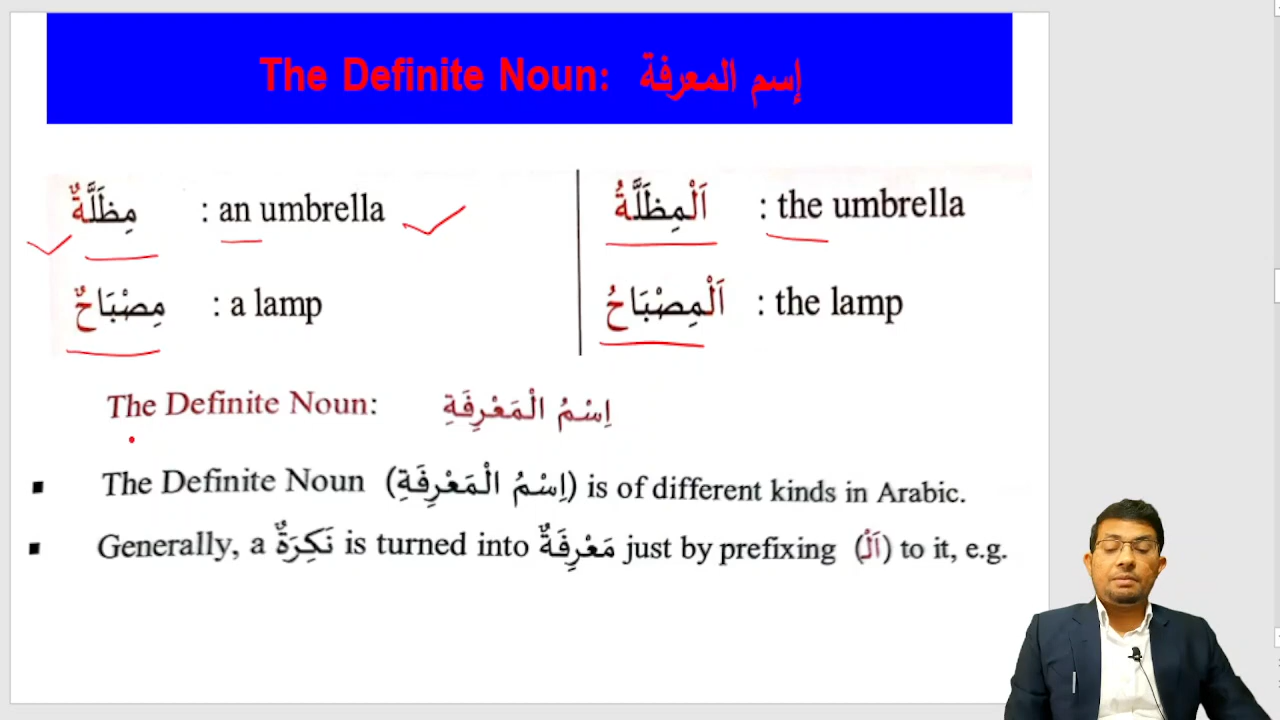 The Definite Noun: إسم المعرفة
مِظَلَّةٌ : an umbrella
اَلْمِظَلَّةُ : the umbrella
مِصْبَاحٌ : a lamp
اَلْمِصْبَاحُ : the lamp
The Definite Noun: اِسْمُ الْمَعْرِفَةِ
▪ The Definite Noun (اِسْمُ الْمَعْرِفَةِ) is of different kinds in Arabic.
▪ Generally, a نَكِرَةٌ is turned into مَعْرِفَةٌ just by prefixing (اَلْ) to it, e.g.